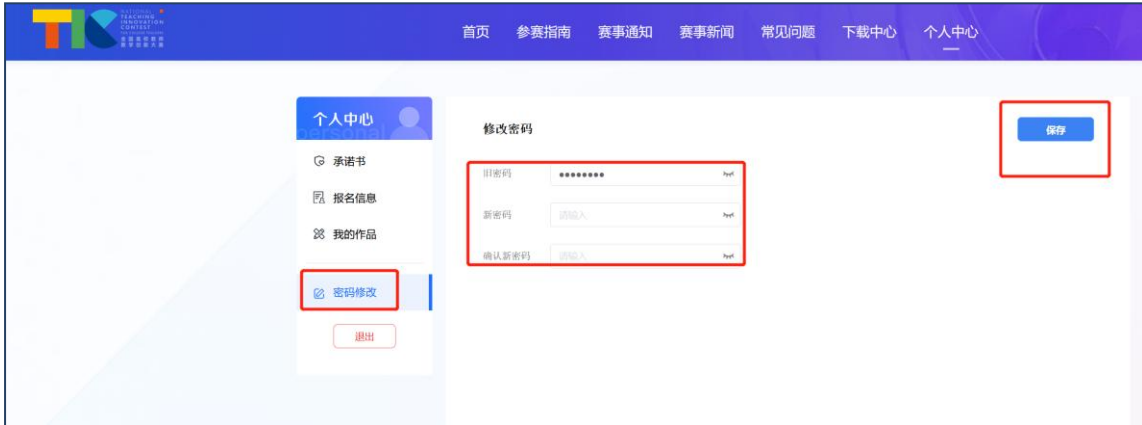 TIC
NATIONAL
TEACHING
INNOVATION
CONTEST
首页 参赛指南 赛事通知 赛事新闻 常见问题 下载中心 个人中心
个人中心
personal
承诺书
报名信息
我的作品
密码修改
退出
修改密码
保存
旧密码 ••••••••
新密码 请输入
确认新密码 请输入